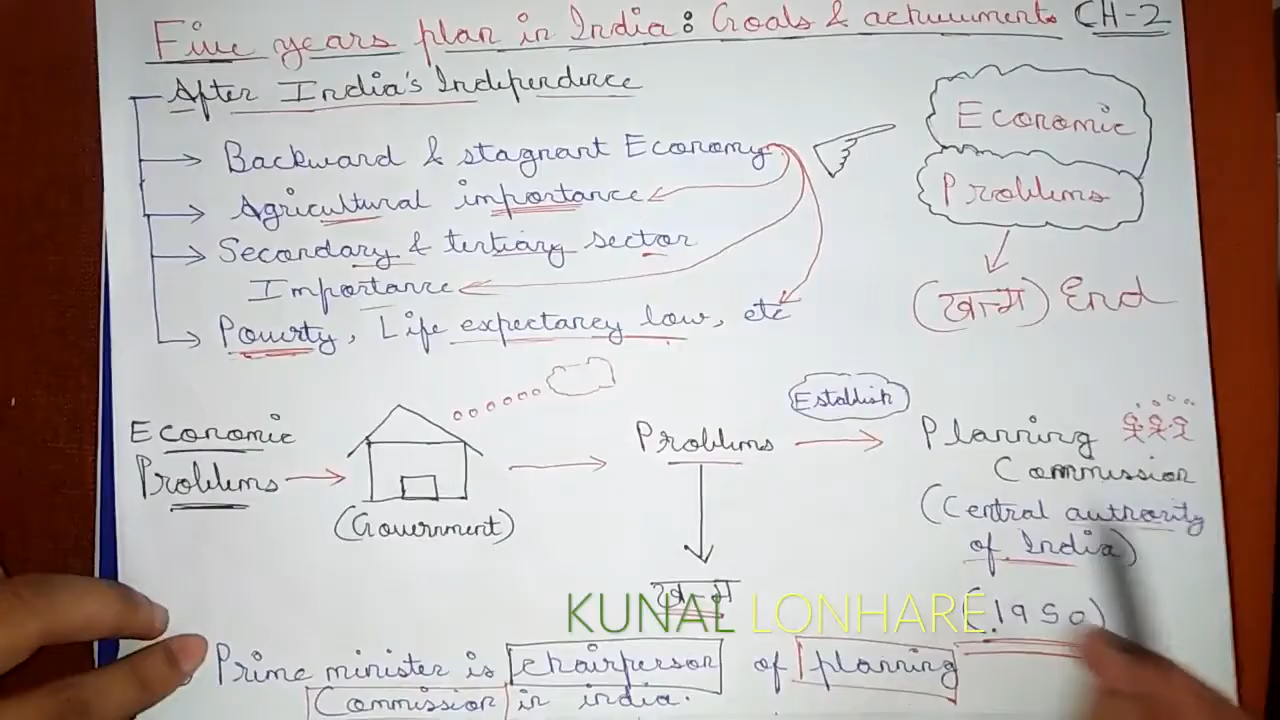 Five years plan in India: Goals & acheivements CH-2
After India's Independence
Backward & stagnant Economy
Agricultural importance
Secondary & tertiary sector
Importance
Poverty, Life expectancy low, etc
Economic
Problems
(खत्म) End
Economic
Problems
(Government)
Problems
खत्म
Establish
Planning
Commission
(Central authority
of India)
(1950)
KUNAL LONHARE
Prime minister is chairperson of planning
Commission in india.